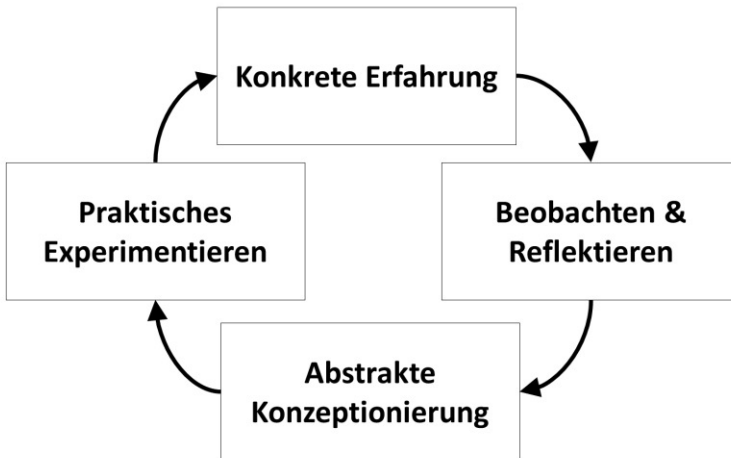 Konkrete Erfahrung
Praktisches
Experimentieren
Beobachten &
Reflektieren
Abstrakte
Konzeptionierung